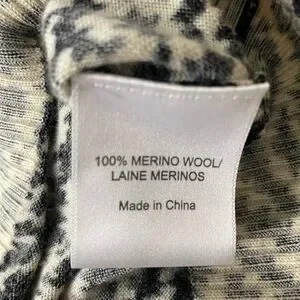 100% MERINO WOOL/
LAINE MERINOS
Made in China